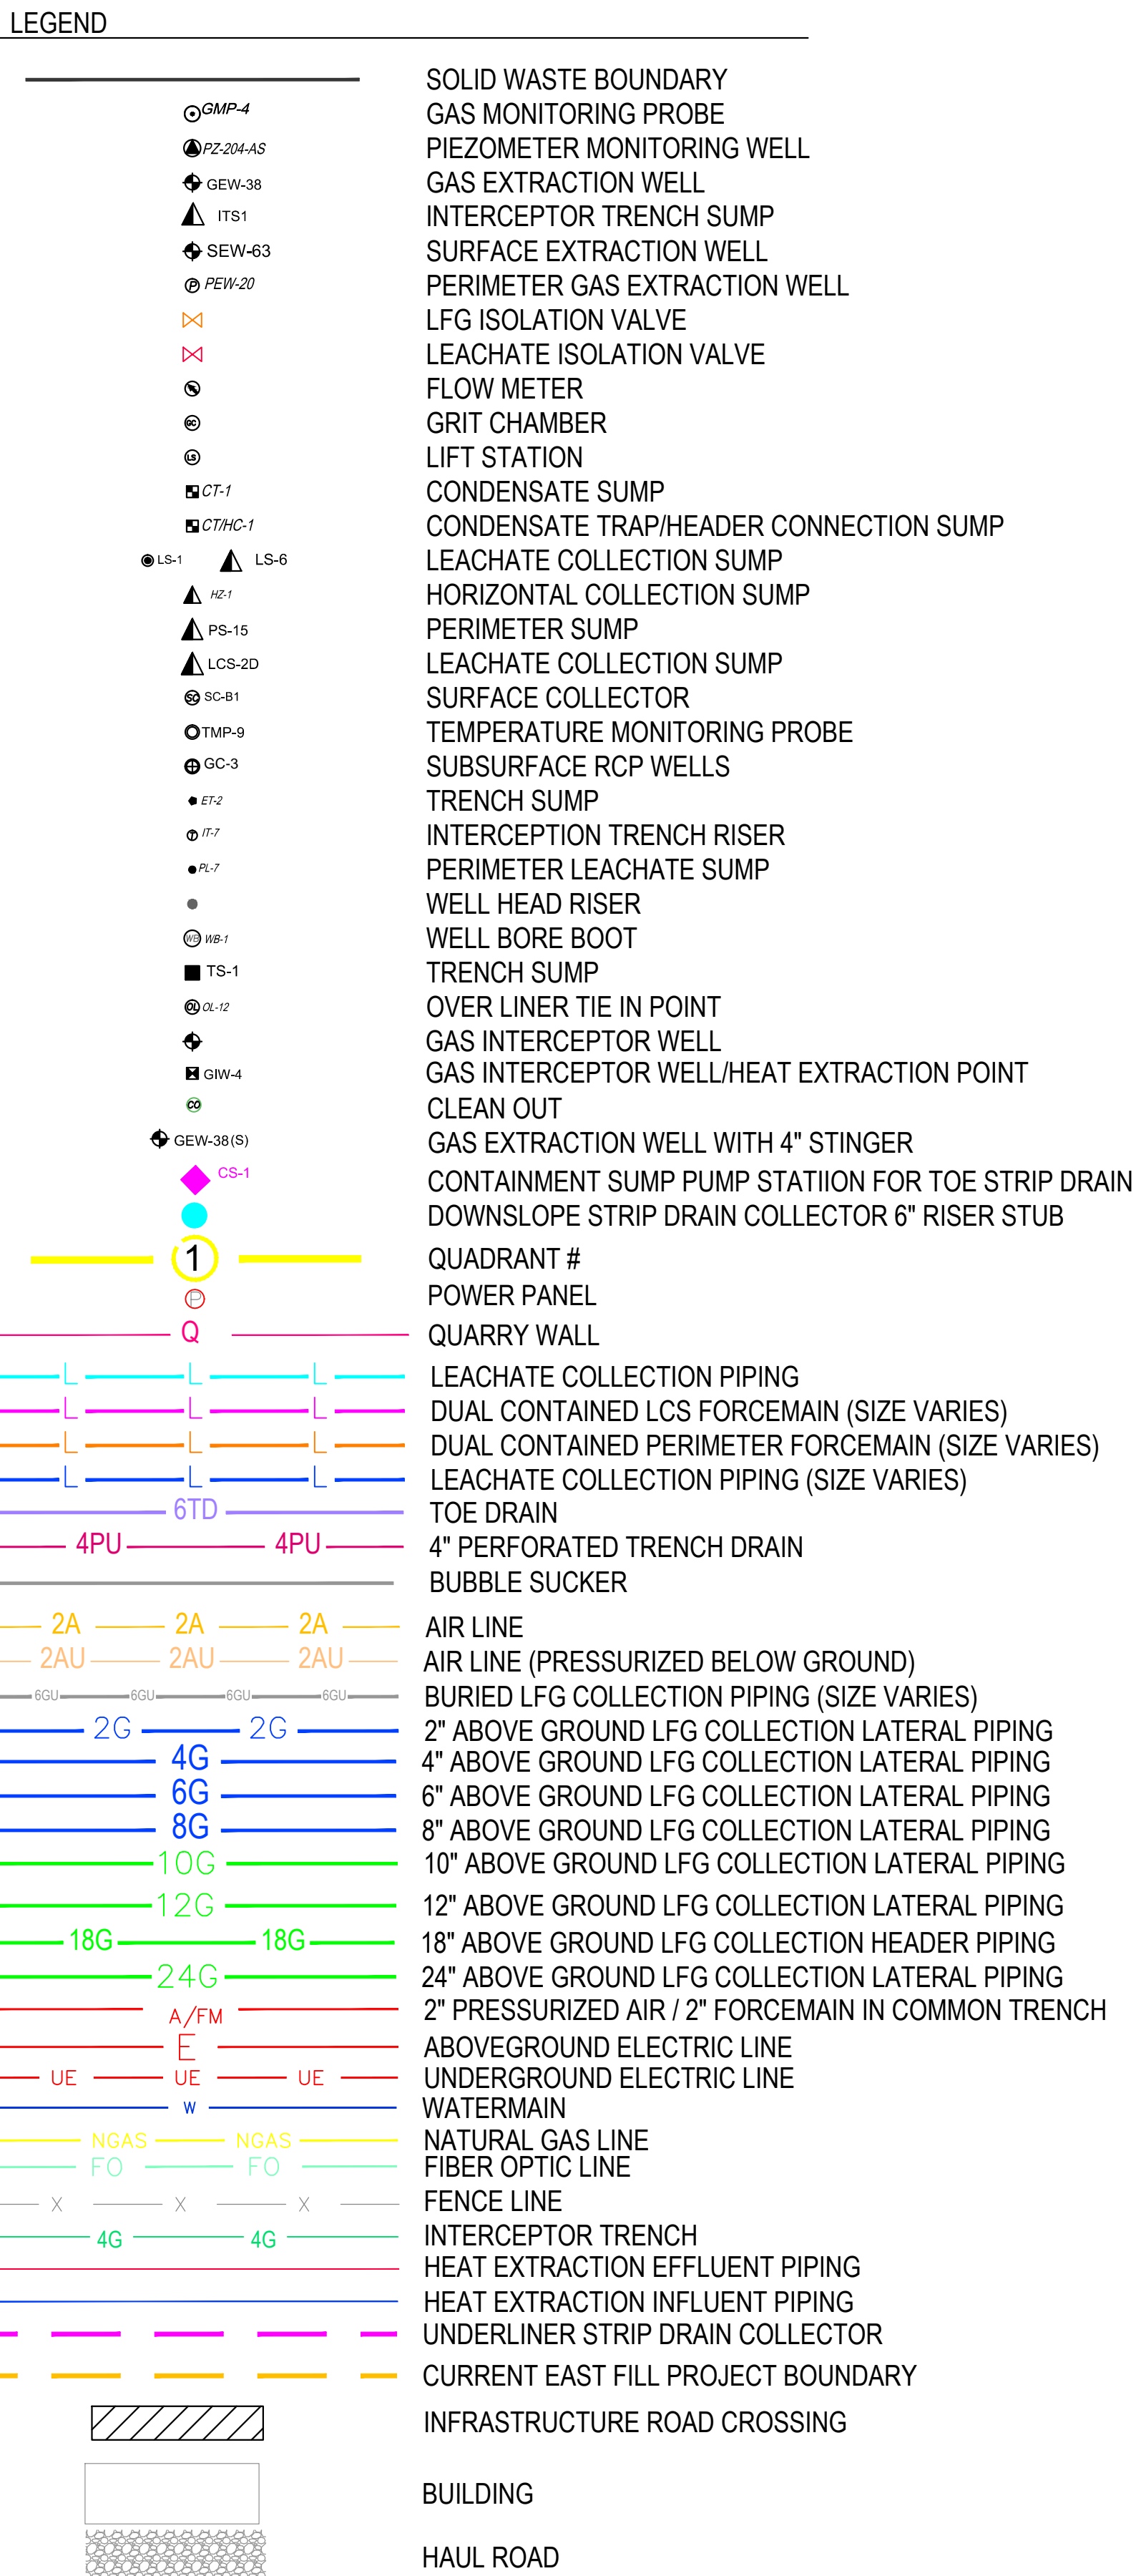 LEGEND
SOLID WASTE BOUNDARY
GMP-4 GAS MONITORING PROBE
PZ-204-AS PIEZOMETER MONITORING WELL
GEW-38 GAS EXTRACTION WELL
ITS1 INTERCEPTOR TRENCH SUMP
SEW-63 SURFACE EXTRACTION WELL
P PEW-20 PERIMETER GAS EXTRACTION WELL
LFG ISOLATION VALVE
LEACHATE ISOLATION VALVE
FLOW METER
GC GRIT CHAMBER
LS LIFT STATION
CT-1 CONDENSATE SUMP
CT/HC-1 CONDENSATE TRAP/HEADER CONNECTION SUMP
LS-1 LS-6 LEACHATE COLLECTION SUMP
HZ-1 HORIZONTAL COLLECTION SUMP
PS-15 PERIMETER SUMP
LCS-2D LEACHATE COLLECTION SUMP
SC SC-B1 SURFACE COLLECTOR
TMP-9 TEMPERATURE MONITORING PROBE
GC-3 SUBSURFACE RCP WELLS
ET-2 TRENCH SUMP
T IT-7 INTERCEPTION TRENCH RISER
PL-7 PERIMETER LEACHATE SUMP
WELL HEAD RISER
WB WB-1 WELL BORE BOOT
TS-1 TRENCH SUMP
OL OL-12 OVER LINER TIE IN POINT
GAS INTERCEPTOR WELL
GIW-4 GAS INTERCEPTOR WELL/HEAT EXTRACTION POINT
CO CLEAN OUT
GEW-38(S) GAS EXTRACTION WELL WITH 4" STINGER
CS-1 CONTAINMENT SUMP PUMP STATIION FOR TOE STRIP DRAIN
DOWNSLOPE STRIP DRAIN COLLECTOR 6" RISER STUB
1 QUADRANT #
P POWER PANEL
Q QUARRY WALL
L L L LEACHATE COLLECTION PIPING
L L L DUAL CONTAINED LCS FORCEMAIN (SIZE VARIES)
L L L DUAL CONTAINED PERIMETER FORCEMAIN (SIZE VARIES)
L L L LEACHATE COLLECTION PIPING (SIZE VARIES)
6TD TOE DRAIN
4PU 4PU 4" PERFORATED TRENCH DRAIN
BUBBLE SUCKER
2A 2A 2A AIR LINE
2AU 2AU 2AU AIR LINE (PRESSURIZED BELOW GROUND)
6GU 6GU 6GU 6GU BURIED LFG COLLECTION PIPING (SIZE VARIES)
2G 2G 2" ABOVE GROUND LFG COLLECTION LATERAL PIPING
4G 4" ABOVE GROUND LFG COLLECTION LATERAL PIPING
6G 6" ABOVE GROUND LFG COLLECTION LATERAL PIPING
8G 8" ABOVE GROUND LFG COLLECTION LATERAL PIPING
10G 10" ABOVE GROUND LFG COLLECTION LATERAL PIPING
12G 12" ABOVE GROUND LFG COLLECTION LATERAL PIPING
18G 18G 18" ABOVE GROUND LFG COLLECTION HEADER PIPING
24G 24" ABOVE GROUND LFG COLLECTION LATERAL PIPING
A/FM 2" PRESSURIZED AIR / 2" FORCEMAIN IN COMMON TRENCH
E ABOVEGROUND ELECTRIC LINE
UE UE UE UNDERGROUND ELECTRIC LINE
W WATERMAIN
NGAS NGAS NATURAL GAS LINE
FO FO FIBER OPTIC LINE
X X X FENCE LINE
4G 4G INTERCEPTOR TRENCH
HEAT EXTRACTION EFFLUENT PIPING
HEAT EXTRACTION INFLUENT PIPING
UNDERLINER STRIP DRAIN COLLECTOR
CURRENT EAST FILL PROJECT BOUNDARY
INFRASTRUCTURE ROAD CROSSING
BUILDING
HAUL ROAD